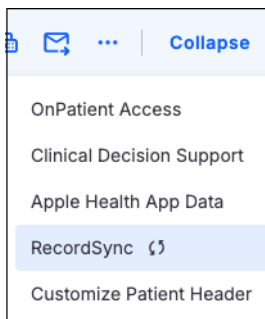 Collapse
OnPatient Access
Clinical Decision Support
Apple Health App Data
RecordSync
Customize Patient Header